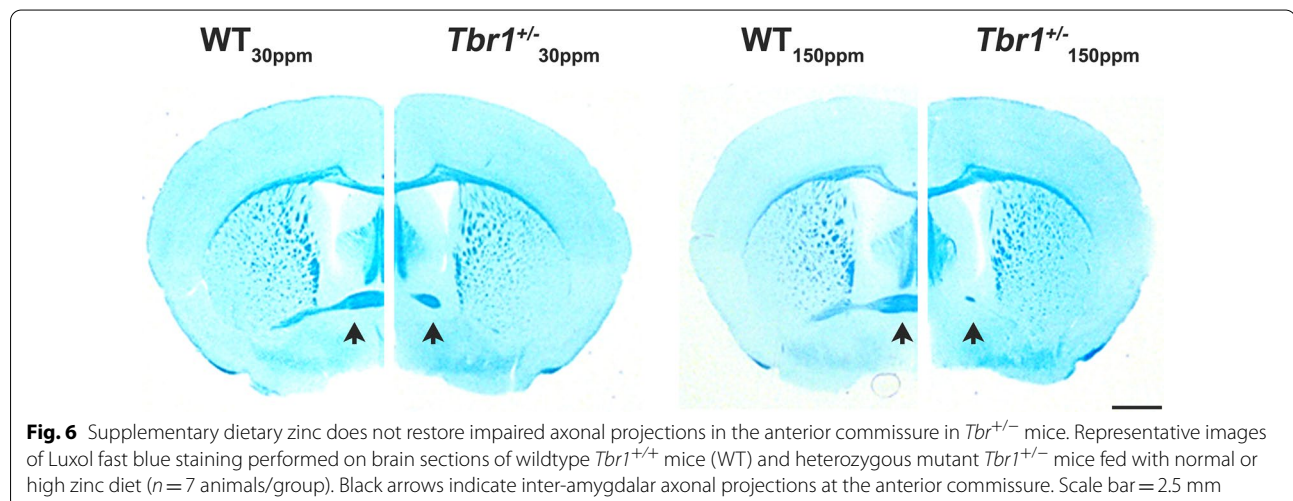 WT30ppm Tbr1+/-30ppm WT150ppm Tbr1+/-150ppm
Fig. 6 Supplementary dietary zinc does not restore impaired axonal projections in the anterior commissure in Tbr+/− mice. Representative images
of Luxol fast blue staining performed on brain sections of wildtype Tbr1+/+ mice (WT) and heterozygous mutant Tbr1+/− mice fed with normal or
high zinc diet (n = 7 animals/group). Black arrows indicate inter-amygdalar axonal projections at the anterior commissure. Scale bar = 2.5 mm